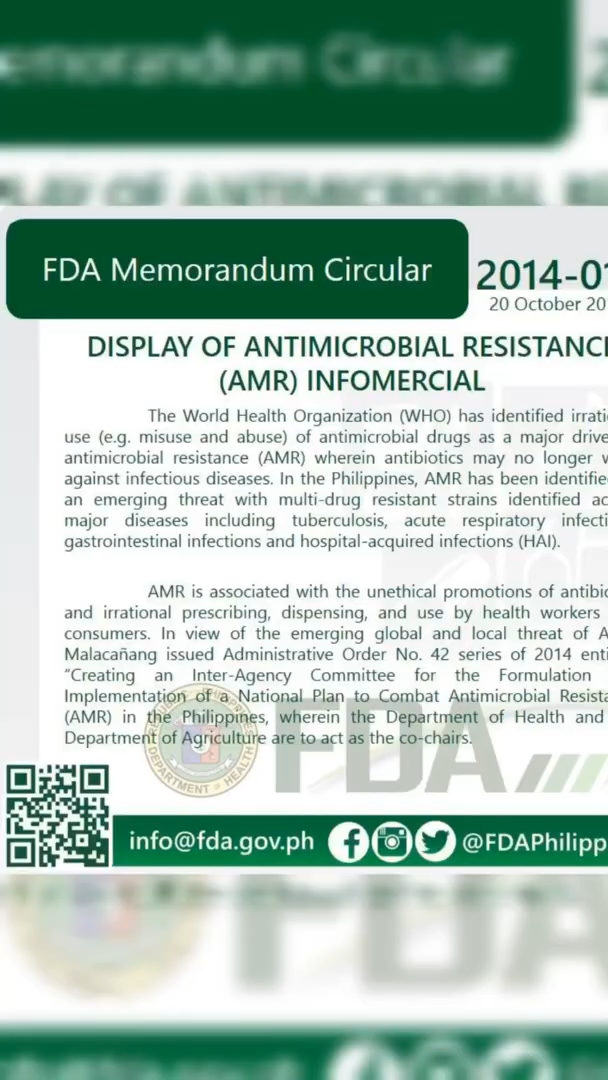 FDA Memorandum Circular
2014-01
20 October 20
DISPLAY OF ANTIMICROBIAL RESISTANC
(AMR) INFOMERCIAL
The World Health Organization (WHO) has identified irrati
use (e.g. misuse and abuse) of antimicrobial drugs as a major drive
antimicrobial resistance (AMR) wherein antibiotics may no longer w
against infectious diseases. In the Philippines, AMR has been identifie
an emerging threat with multi-drug resistant strains identified ac
major diseases including tuberculosis, acute respiratory infecti
gastrointestinal infections and hospital-acquired infections (HAI).
AMR is associated with the unethical promotions of antibio
and irrational prescribing, dispensing, and use by health workers
consumers. In view of the emerging global and local threat of A
Malacañang issued Administrative Order No. 42 series of 2014 enti
"Creating an Inter-Agency Committee for the Formulation
Implementation of a National Plan to Combat Antimicrobial Resista
(AMR) in the Philippines, wherein the Department of Health and
Department of Agriculture are to act as the co-chairs.
FDA
DEPARTMENT OF HEALTH
info@fda.gov.ph
@FDAPhilipp